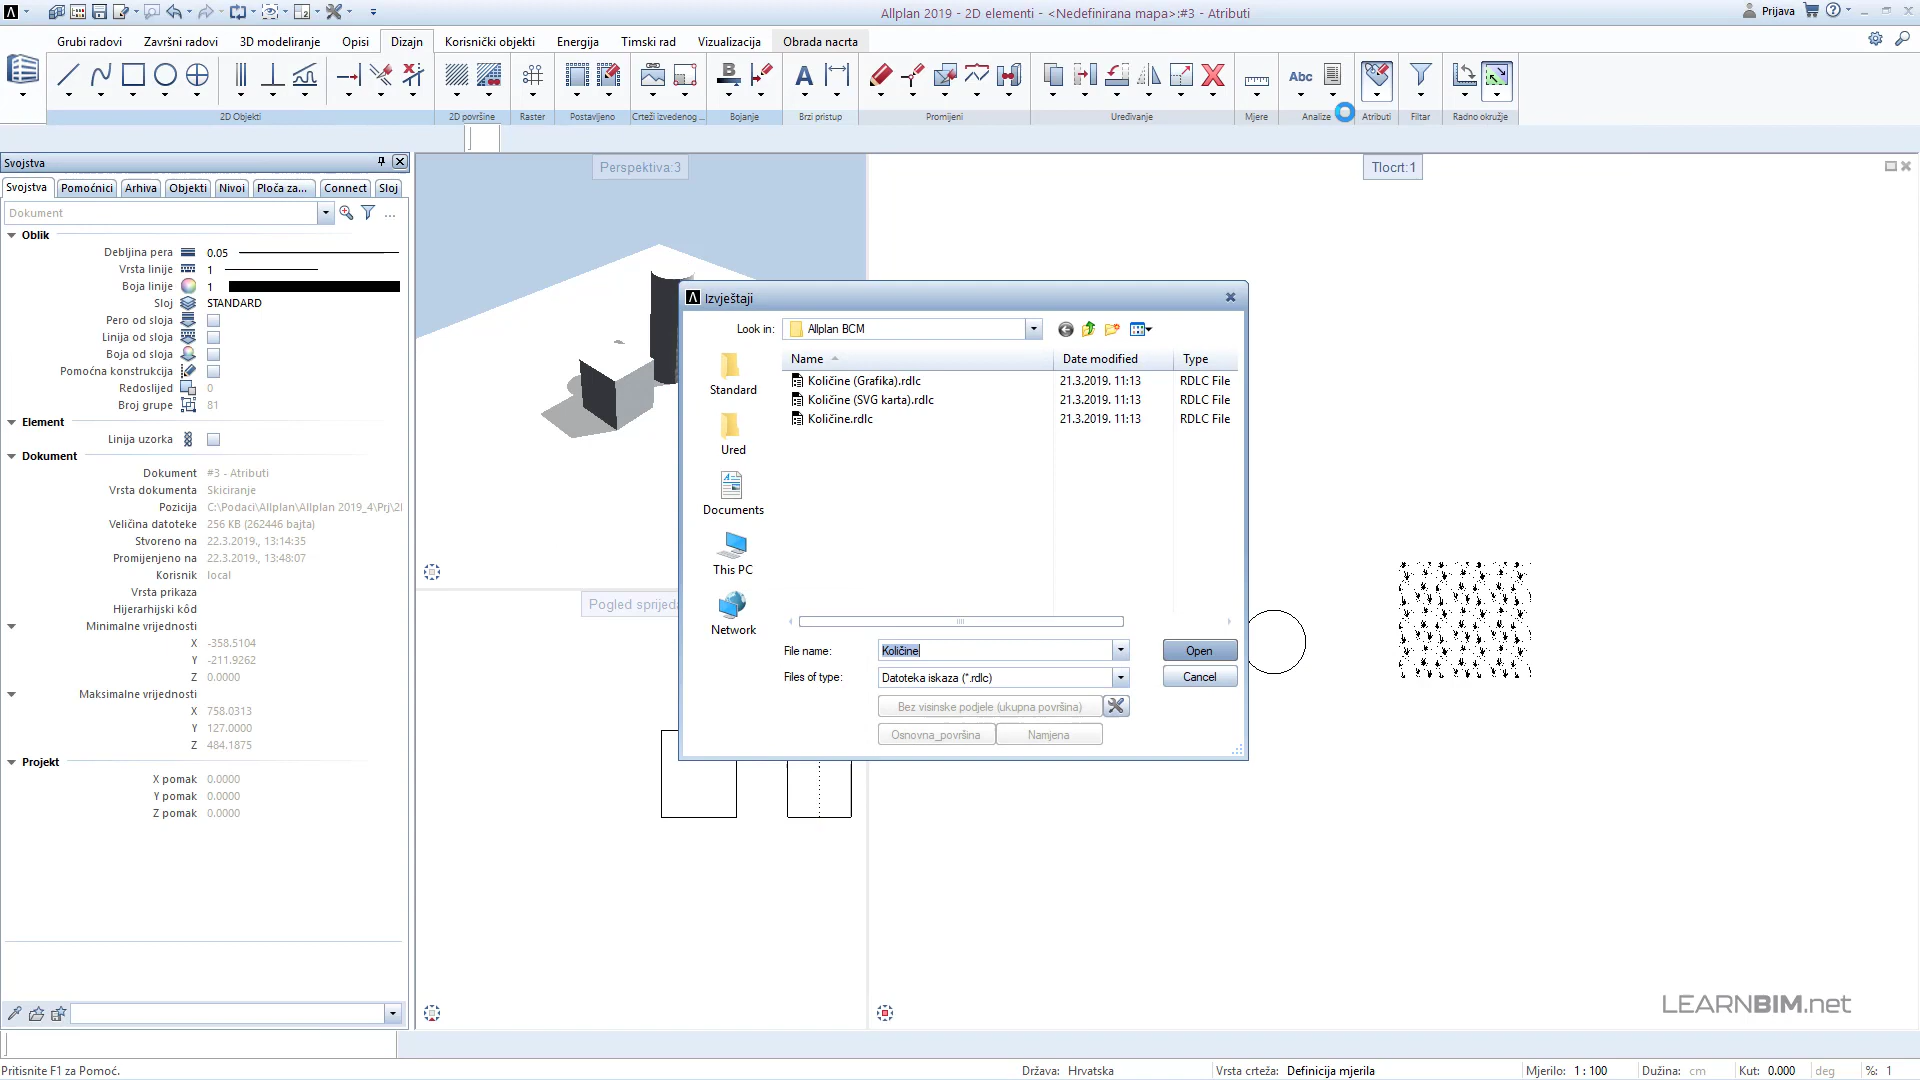 Allplan 2019 - 2D elementi - <Nedefinirana mapa>:#3 - Atributi
Prijava
Grubi radovi
Završni radovi
3D modeliranje
Opisi
Dizajn
Korisnički objekti
Energija
Timski rad
Vizualizacija
Obrada nacrta
Abc
2D Objekti
2D površine
Raster
Postavljeno
Crteži izvedenog ...
Bojanje
Brzi pristup
Promijeni
Uređivanje
Mjere
Analize
Atributi
Filtar
Radno okružje
Svojstva
Svojstva
Pomoćnici
Arhiva
Objekti
Nivoi
Ploča za...
Connect
Sloj
Dokument
...
Oblik
Debljina pera 0.05
Vrsta linije 1
Boja linije 1
Sloj STANDARD
Pero od sloja
Linija od sloja
Boja od sloja
Pomoćna konstrukcija
Redoslijed 0
Broj grupe 81
Element
Linija uzorka
Dokument
Dokument #3 - Atributi
Vrsta dokumenta Skiciranje
Pozicija C:\Podaci\Allplan\Allplan 2019_4\Prj\2I
Veličina datoteke 256 KB (262446 bajta)
Stvoreno na 22.3.2019., 13:14:35
Promijenjeno na 22.3.2019., 13:48:07
Korisnik local
Vrsta prikaza
Hijerarhijski kôd
Minimalne vrijednosti
X -358.5104
Y -211.9262
Z 0.0000
Maksimalne vrijednosti
X 758.0313
Y 127.0000
Z 484.1875
Projekt
X pomak 0.0000
Y pomak 0.0000
Z pomak 0.0000
Perspektiva:3
Tlocrt:1
Pogled sprijeda
Izvještaji
Look in: Allplan BCM
Name
Date modified
Type
Količine (Grafika).rdlc 21.3.2019. 11:13 RDLC File
Količine (SVG karta).rdlc 21.3.2019. 11:13 RDLC File
Količine.rdlc 21.3.2019. 11:13 RDLC File
Standard
Ured
Documents
This PC
Network
File name: Količine
Open
Files of type: Datoteka iskaza (*.rdlc)
Cancel
Bez visinske podjele (ukupna površina)
Osnovna_površina
Namjena
LEARNBIM.net
Pritisnite F1 za Pomoć.
Država: Hrvatska
Vrsta crteža: Definicija mjerila
Mjerilo: 1 : 100
Dužina: cm
Kut: 0.000 deg
%: 1